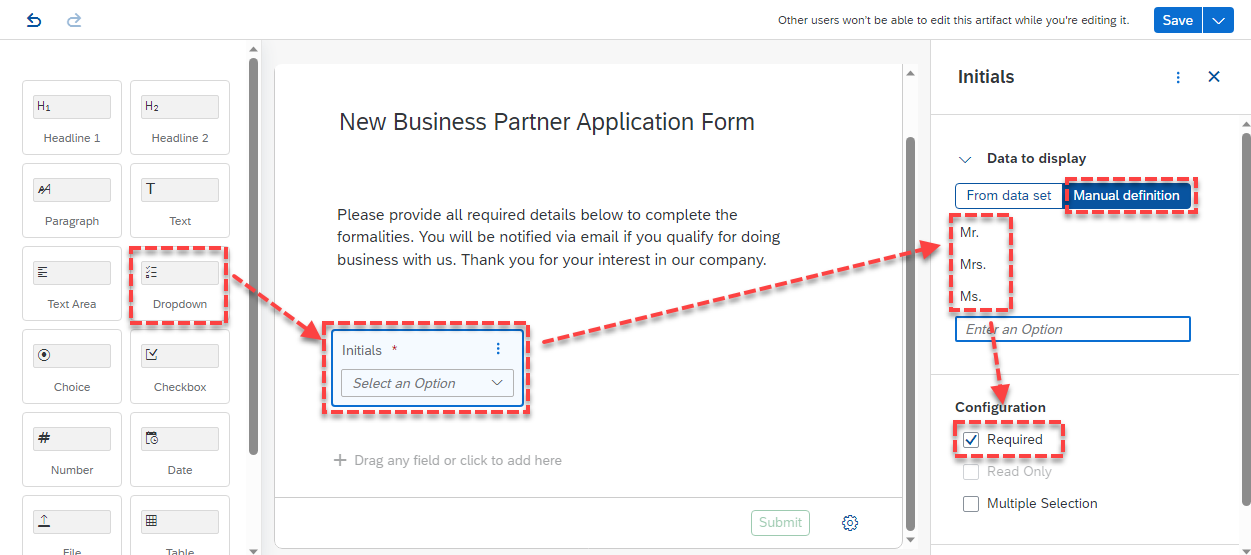 Other users won't be able to edit this artifact while you're editing it.
Save
H1
Headline 1
H2
Headline 2
Paragraph
T
Text
Text Area
Dropdown
Choice
Checkbox
#
Number
Date
File
Table
New Business Partner Application Form
Please provide all required details below to complete the
formalities. You will be notified via email if you qualify for doing
business with us. Thank you for your interest in our company.
Initials *
Select an Option
+ Drag any field or click to add here
Submit
Initials
Data to display
From data set
Manual definition
Mr.
Mrs.
Ms.
Enter an Option
Configuration
Required
Read Only
Multiple Selection